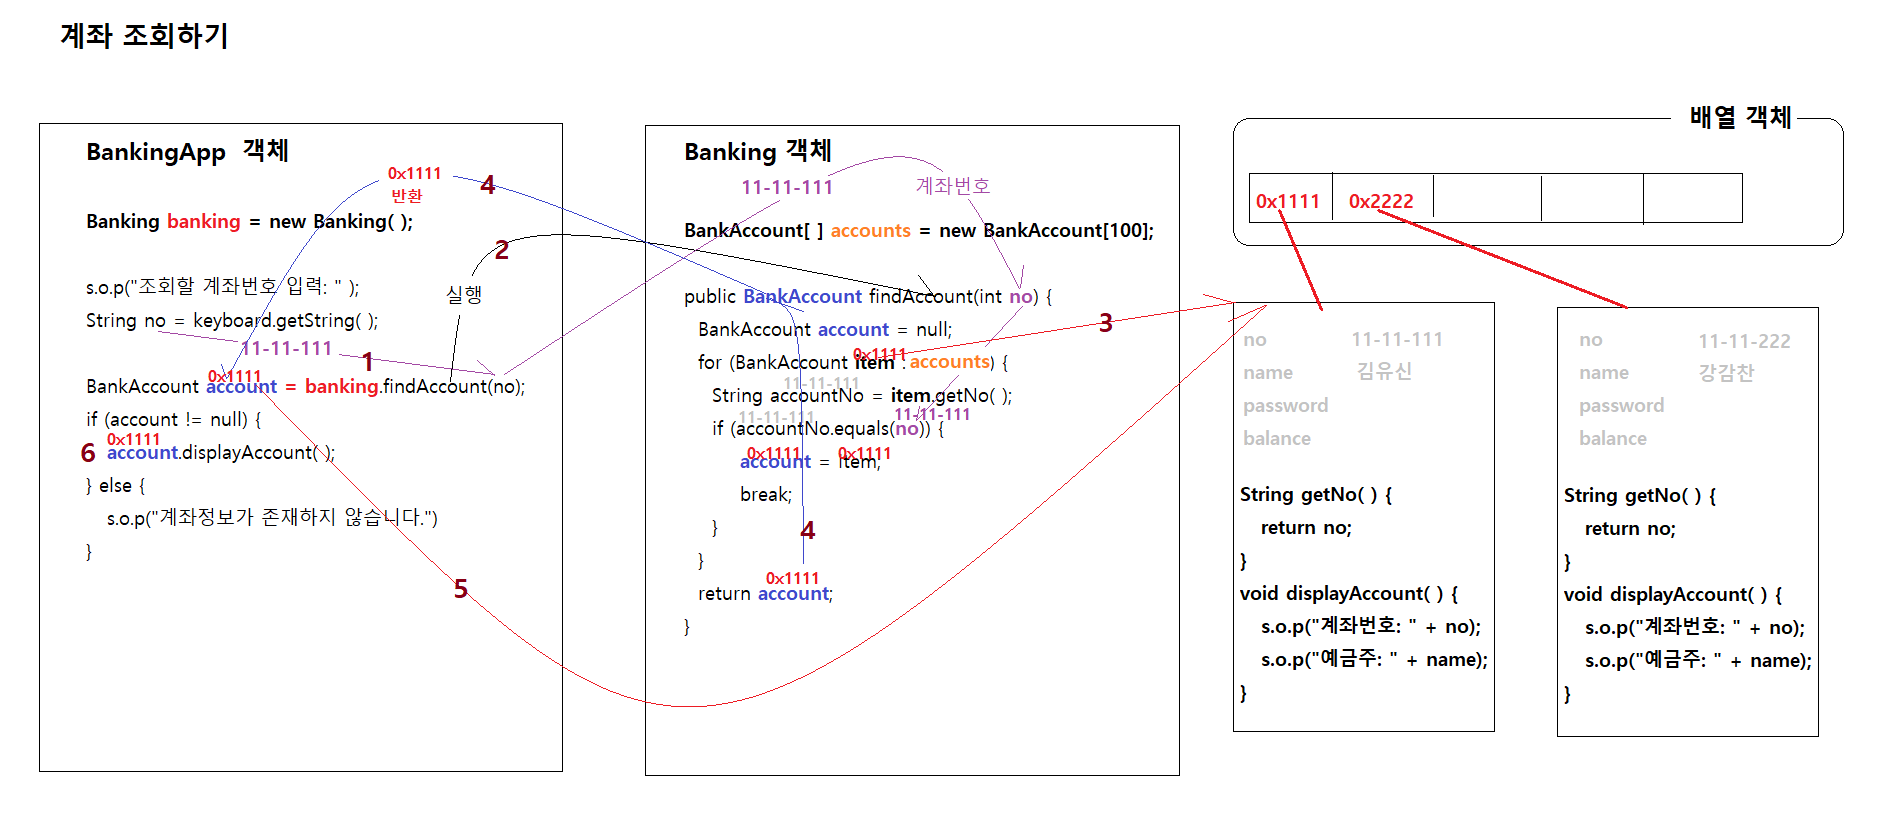 계좌 조회하기
BankingApp 객체
0x1111
반환
4
Banking banking = new Banking( );
2
s.o.p("조회할 계좌번호 입력: " );
실행
String no = keyboard.getString( );
11-11-111
1
0x1111
BankAccount account = banking.findAccount(no);
if (account != null) {
0x1111
6 account.displayAccount( );
} else {
s.o.p("계좌정보가 존재하지 않습니다.")
}
5
Banking 객체
11-11-111
계좌번호
BankAccount[ ] accounts = new BankAccount[100];
public BankAccount findAccount(int no) {
BankAccount account = null;
3
0x1111
for (BankAccount item : accounts) {
11-11-111
String accountNo = item.getNo( );
11-11-111
11-11-111
if (accountNo.equals(no)) {
0x1111
0x1111
account = item;
break;
}
4
}
0x1111
return account;
}
배열 객체
0x1111
0x2222
no 11-11-111
name 김유신
password
balance
String getNo( ) {
return no;
}
void displayAccount( ) {
s.o.p("계좌번호: " + no);
s.o.p("예금주: " + name);
}
no 11-11-222
name 강감찬
password
balance
String getNo( ) {
return no;
}
void displayAccount( ) {
s.o.p("계좌번호: " + no);
s.o.p("예금주: " + name);
}